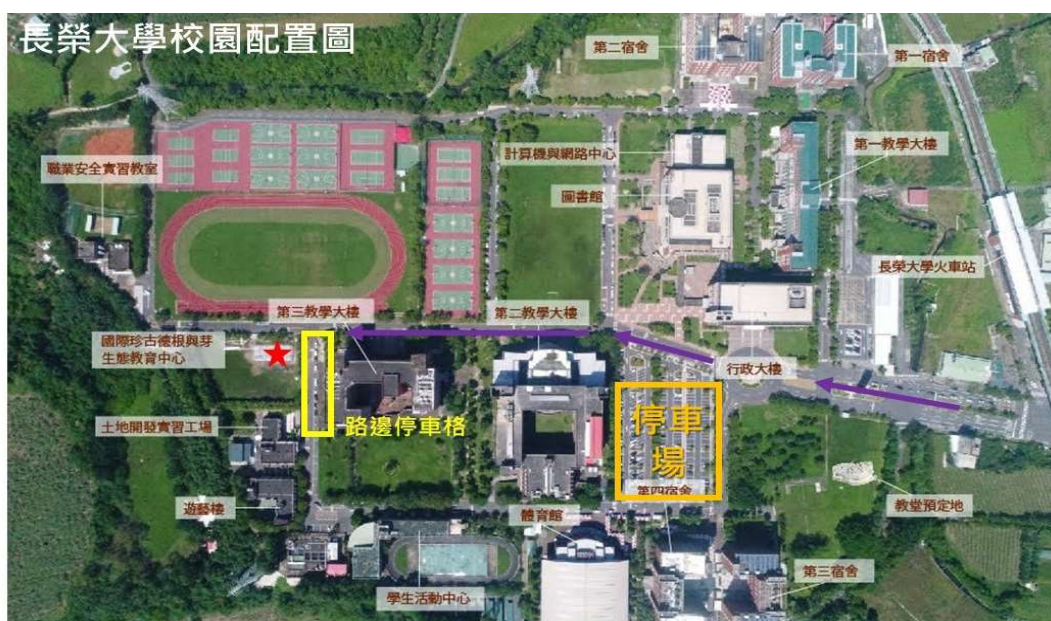 長榮大學校園配置圖
第二宿舍
第一宿舍
計算機與網路中心
第一教學大樓
職業安全實習教室
圖書館
長榮大學火車站
第三教學大樓
第二教學大樓
國際珍古德根與芽
生態教育中心
行政大樓
停車
場
路邊停車格
土地開發實習工場
第四宿舍
教堂預定地
遊藝樓
體育館
第三宿舍
學生活動中心